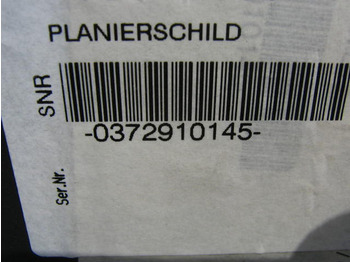 PLANIERSCHILD
SNR
-0372910145-
Ser.Nr.